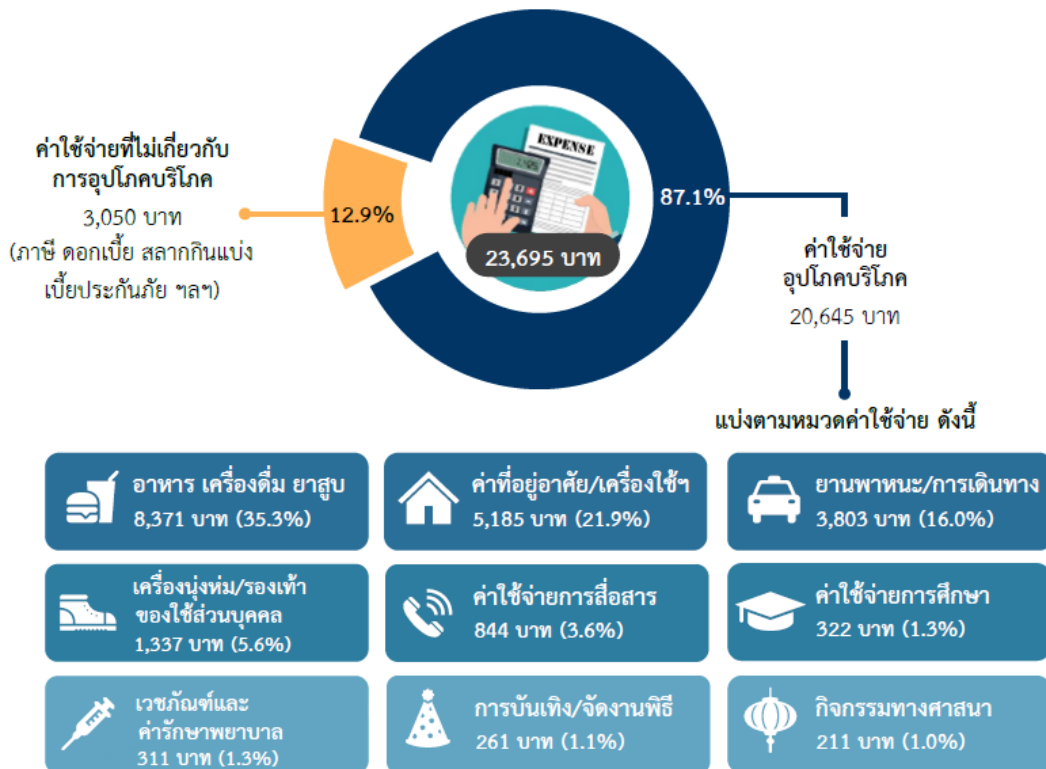 ค่าใช้จ่ายที่ไม่เกี่ยวกับ
การอุปโภคบริโภค
3,050 บาท
(ภาษี ดอกเบี้ย สลากกินแบ่ง
เบี้ยประกันภัย ฯลฯ)
12.9%
EXPENSE
23,695 บาท
87.1%
ค่าใช้จ่าย
อุปโภคบริโภค
20,645 บาท
แบ่งตามหมวดค่าใช้จ่าย ดังนี้
อาหาร เครื่องดื่ม ยาสูบ
8,371 บาท (35.3%)
ค่าที่อยู่อาศัย/เครื่องใช้ฯ
5,185 บาท (21.9%)
ยานพาหนะ/การเดินทาง
3,803 บาท (16.0%)
เครื่องนุ่งห่ม/รองเท้า
ของใช้ส่วนบุคคล
1,337 บาท (5.6%)
ค่าใช้จ่ายการสื่อสาร
844 บาท (3.6%)
ค่าใช้จ่ายการศึกษา
322 บาท (1.3%)
เวชภัณฑ์และ
ค่ารักษาพยาบาล
311 บาท (1.3%)
การบันเทิง/จัดงานพิธี
261 บาท (1.1%)
กิจกรรมทางศาสนา
211 บาท (1.0%)